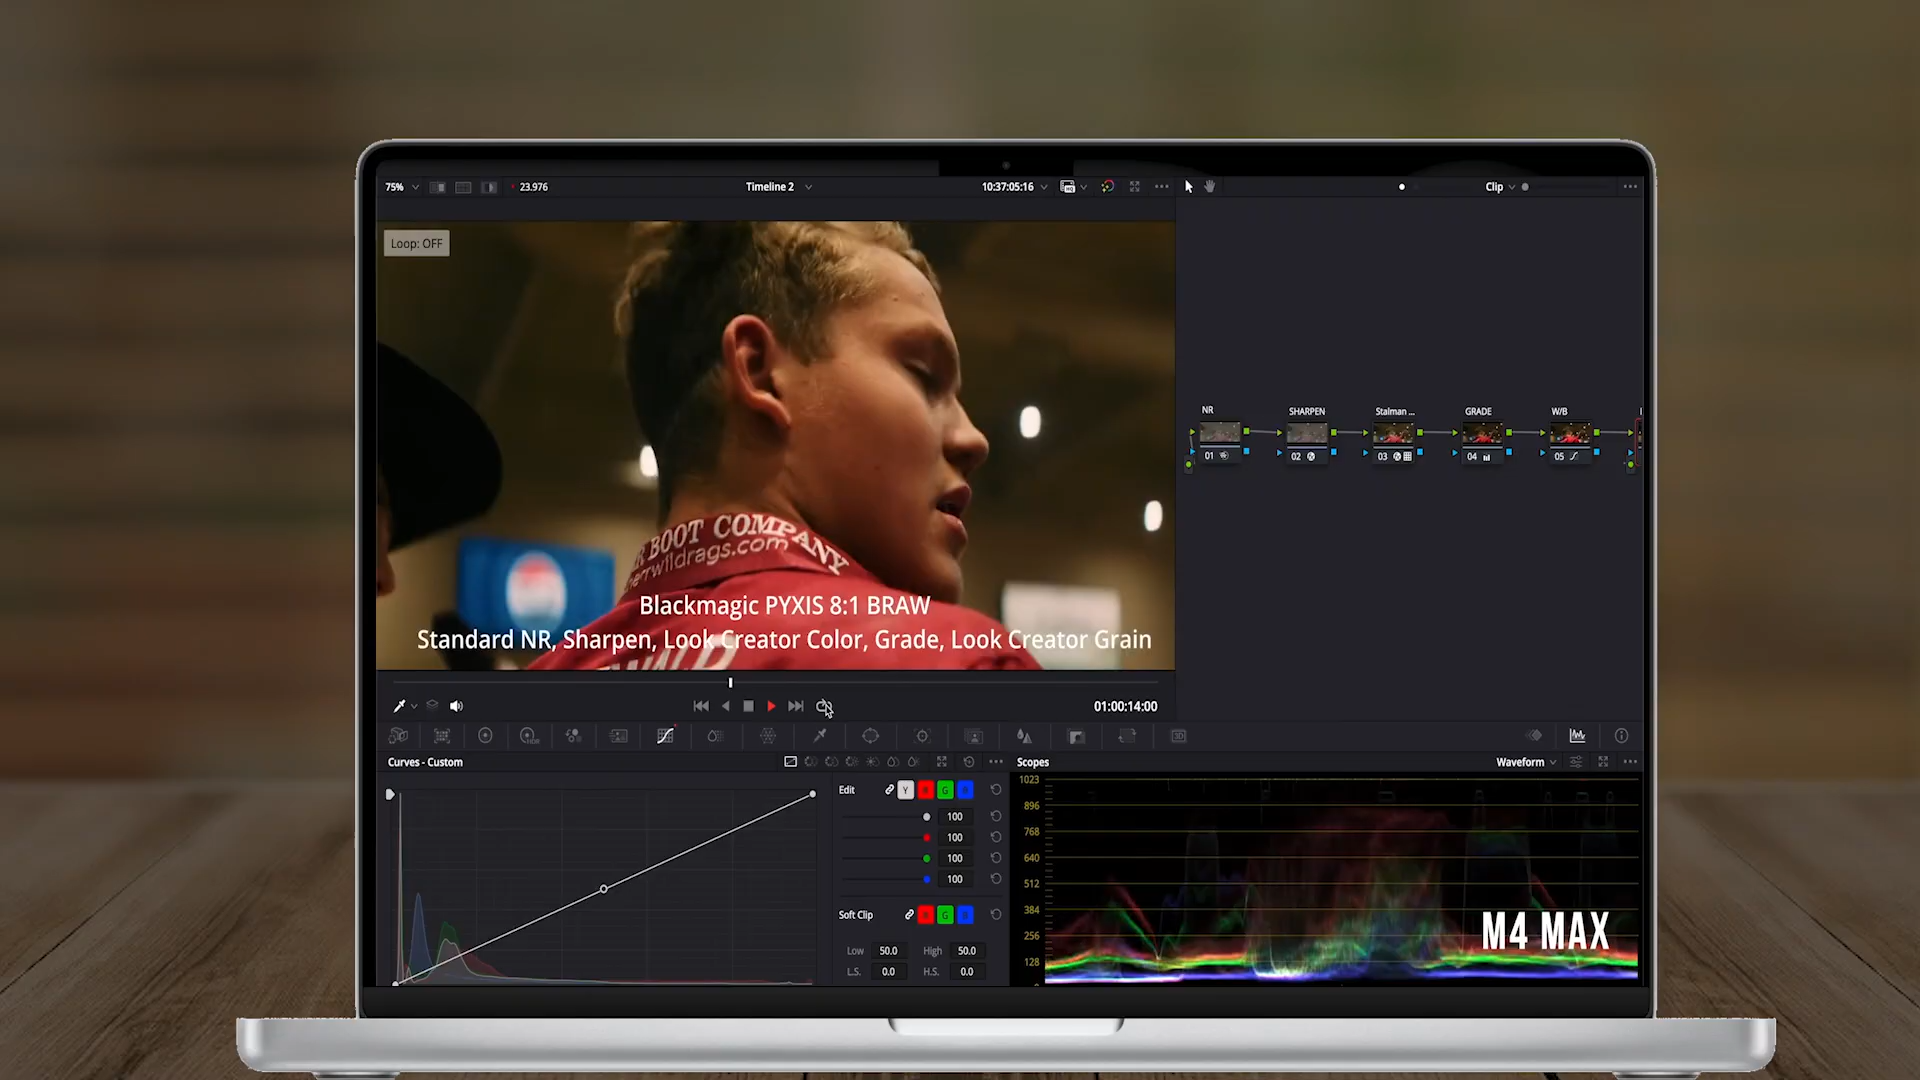 75%
23.976
Timeline 2
10:37:05:16
Clip
Loop: OFF
BOOT COMPANY
Blackmagic PYXIS 8:1 BRAW
Standard NR, Sharpen, Look Creator Color, Grade, Look Creator Grain
NR
SHARPEN
Stalman ...
GRADE
W/B
01
02
03
04
05
01:00:14:00
HDR
3D
Curves - Custom
Edit
Y
R
G
B
100
100
100
100
Soft Clip
R
G
B
Low 50.0 High 50.0
L.S. 0.0 H.S. 0.0
Scopes
Waveform
1023
896
768
640
512
384
256
128
M4 MAX